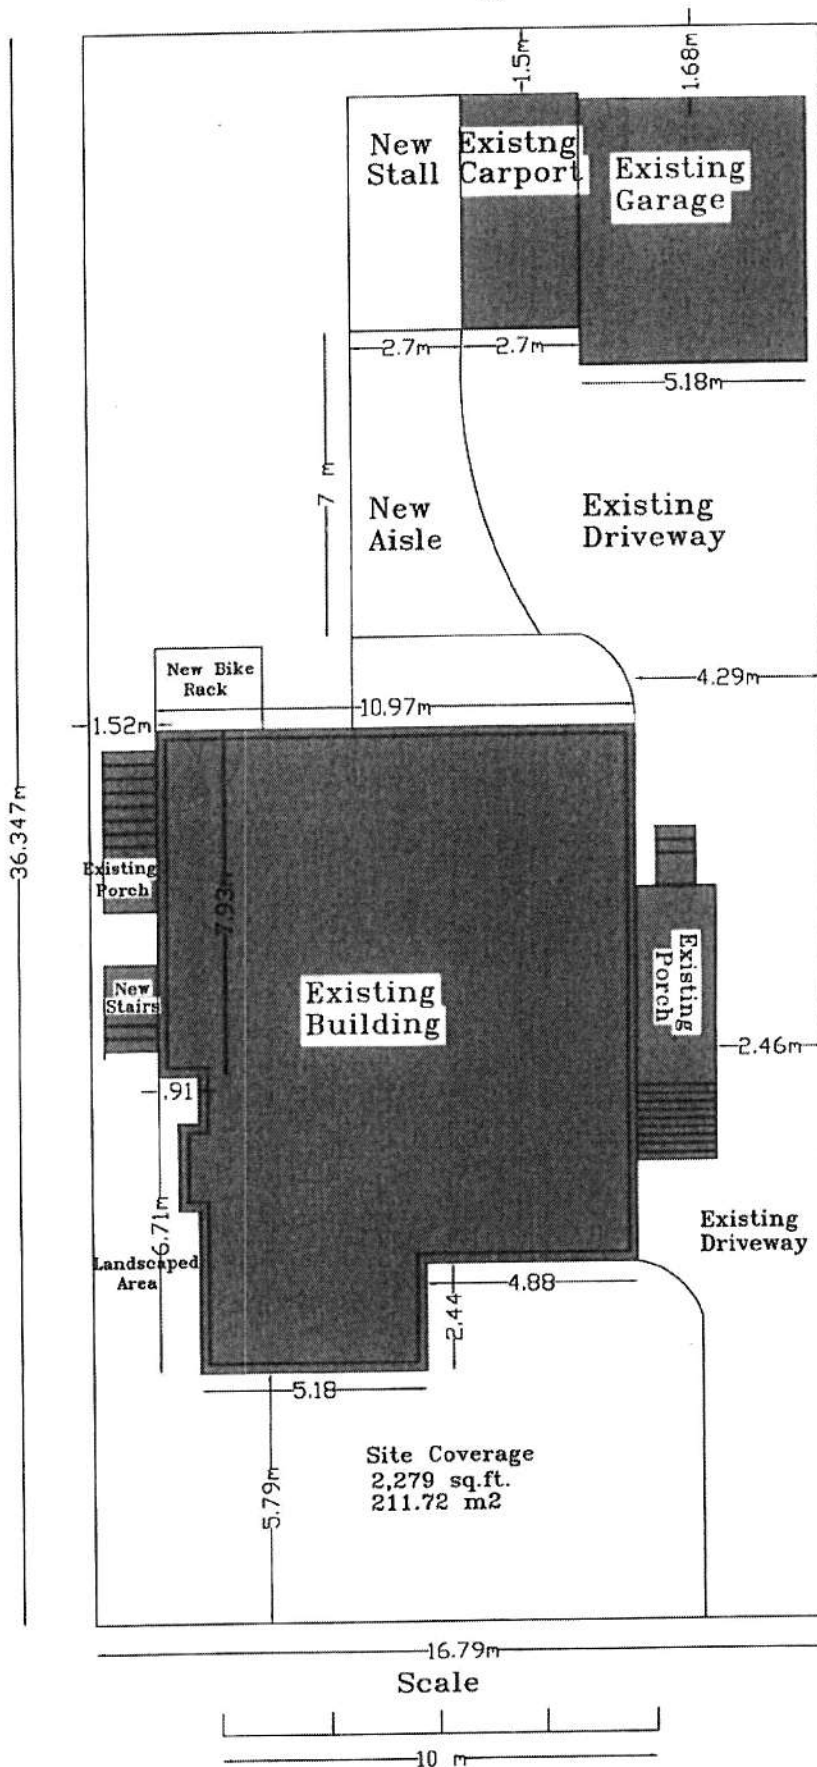 1.5m
1.68m
New
Stall
Existng
Carport
Existing
Garage
2.7m
2.7m
5.18m
7 m
New
Aisle
Existing
Driveway
New Bike
Rack
4.29m
10.97m
1.52m
36.347m
Existing
Porch
7.93m
New
Stairs
Existing
Building
Existing
Porch
2.46m
.91
6.71m
Landscaped
Area
Existing
Driveway
4.88
2.44
5.18
5.79m
Site Coverage
2,279 sq.ft.
211.72 m2
16.79m
Scale
10 m